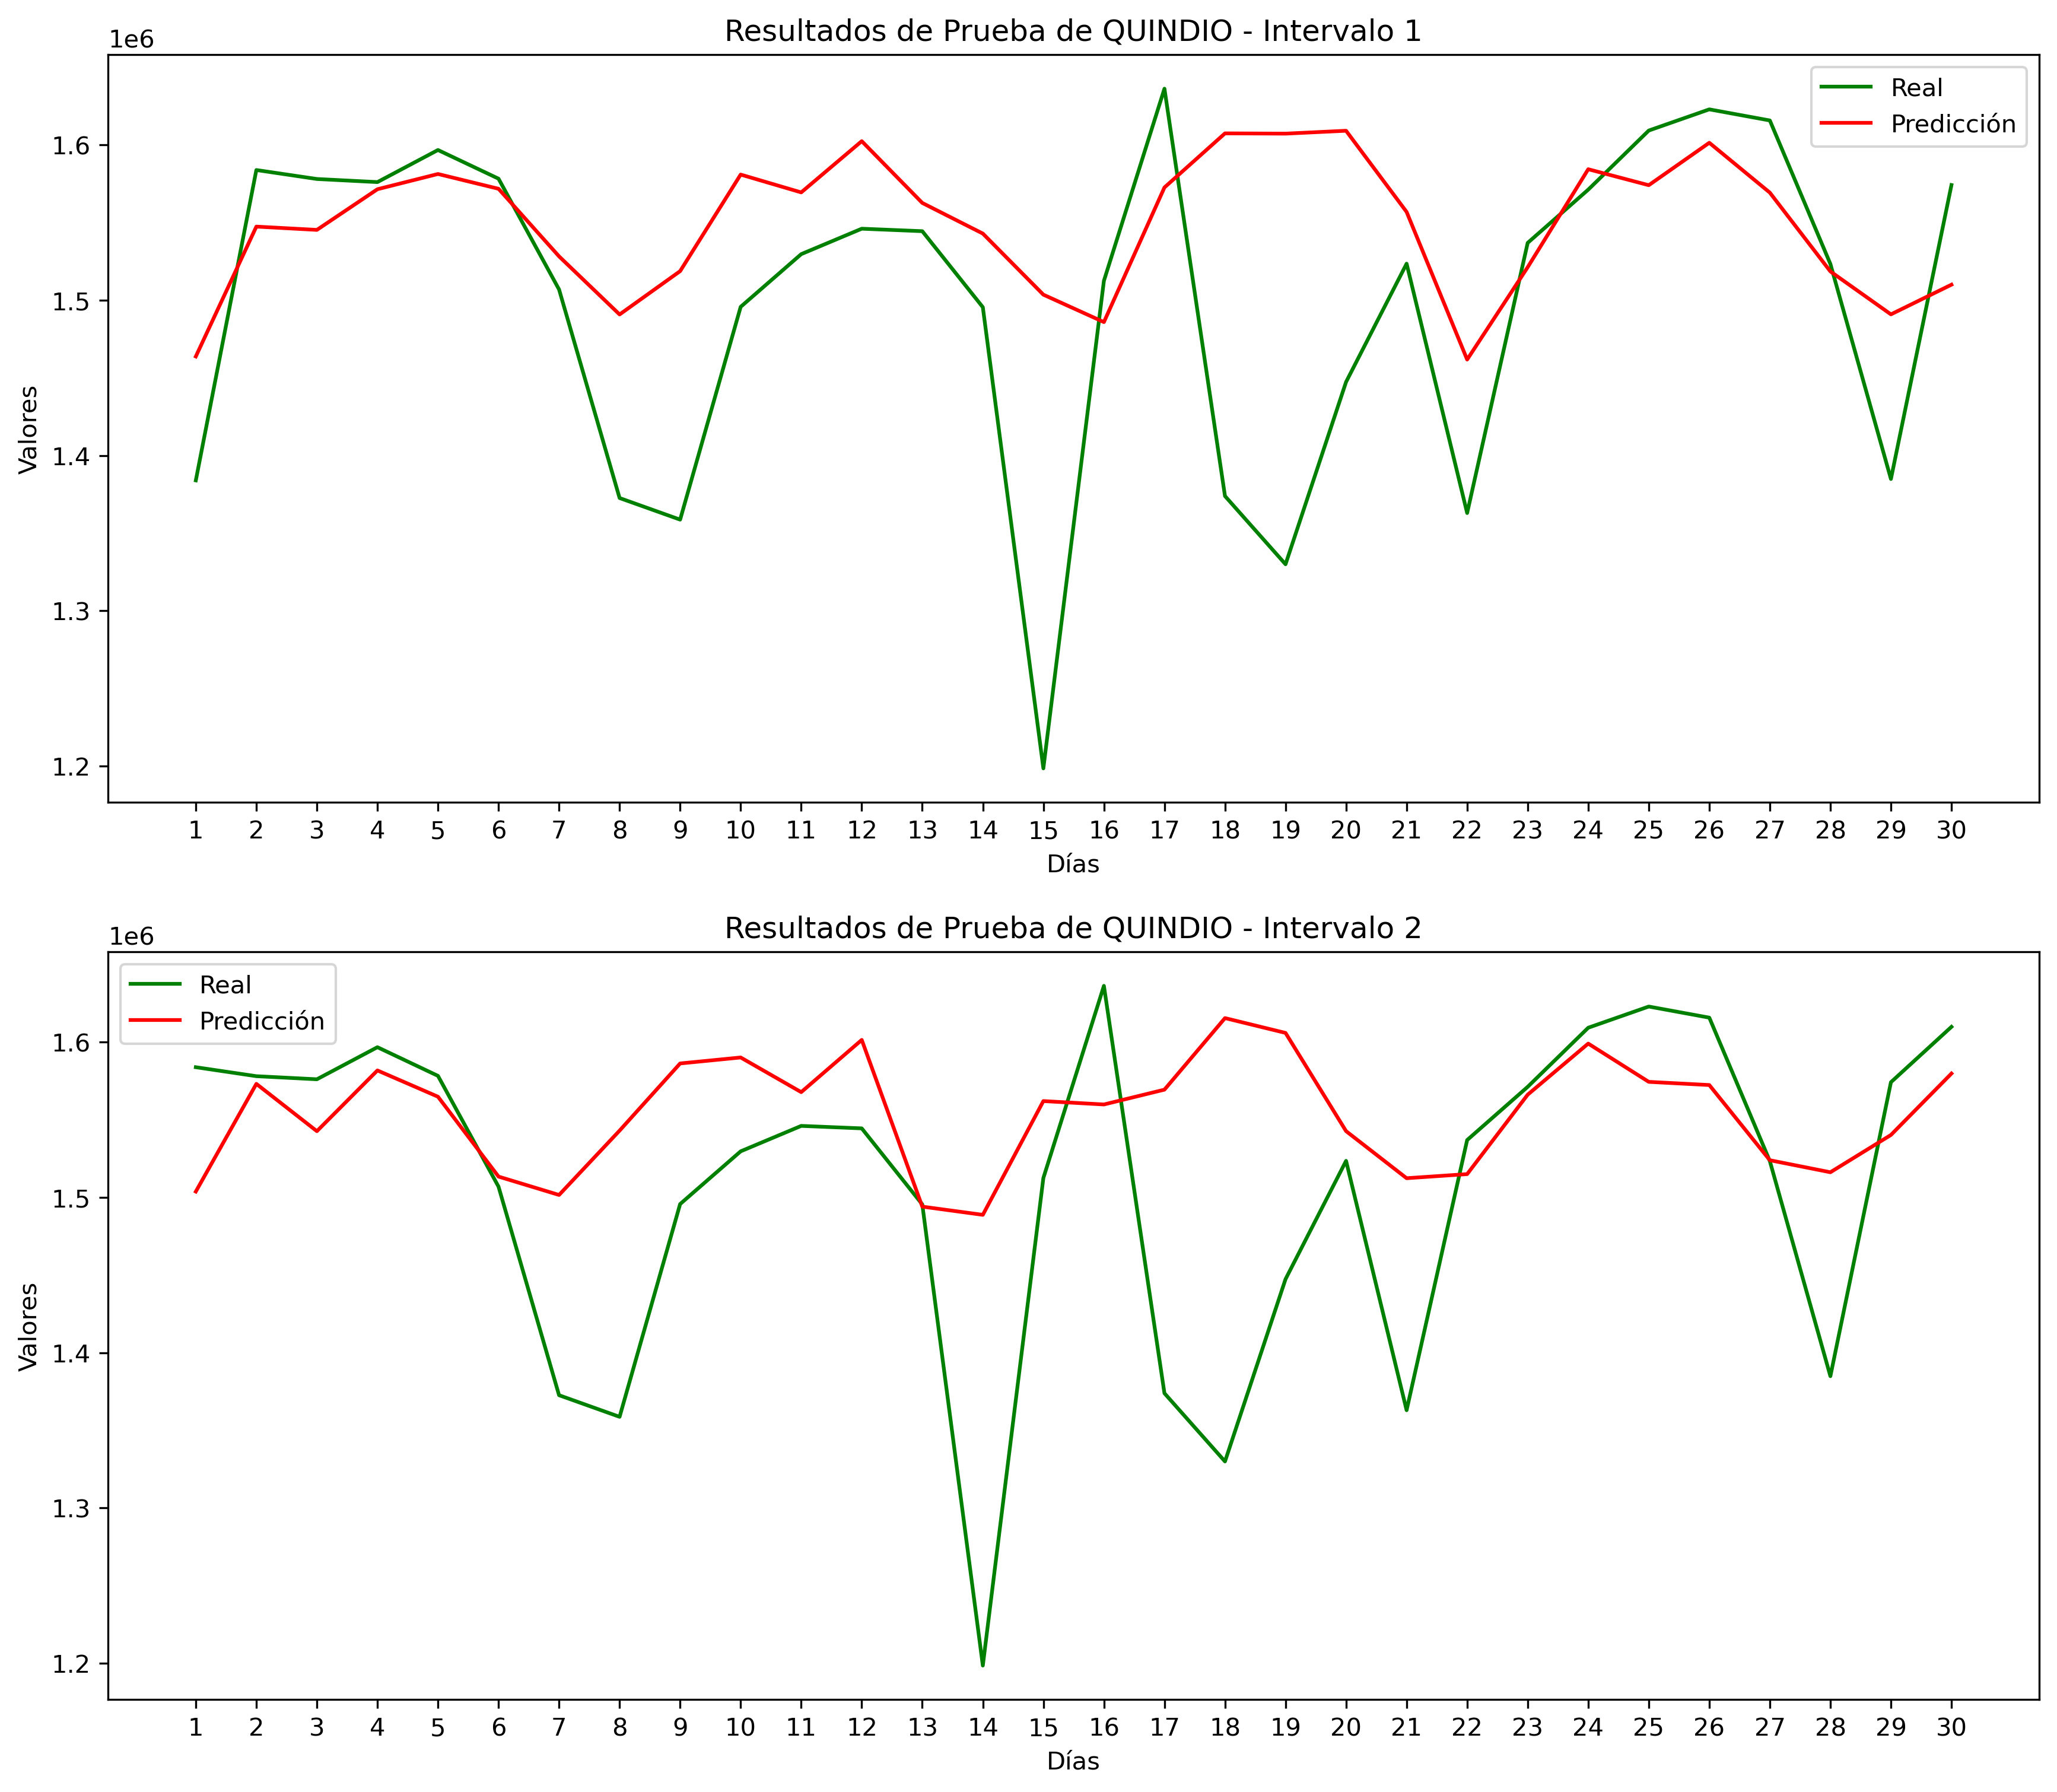 Resultados de Prueba de QUINDIO - Intervalo 1
1e6
Real
Predicción
1.6
1.5
1.4
1.3
1.2
Valores
1 2 3 4 5 6 7 8 9 10 11 12 13 14 15 16 17 18 19 20 21 22 23 24 25 26 27 28 29 30
Días
Resultados de Prueba de QUINDIO - Intervalo 2
1e6
Real
Predicción
1.6
1.5
1.4
1.3
1.2
Valores
1 2 3 4 5 6 7 8 9 10 11 12 13 14 15 16 17 18 19 20 21 22 23 24 25 26 27 28 29 30
Días